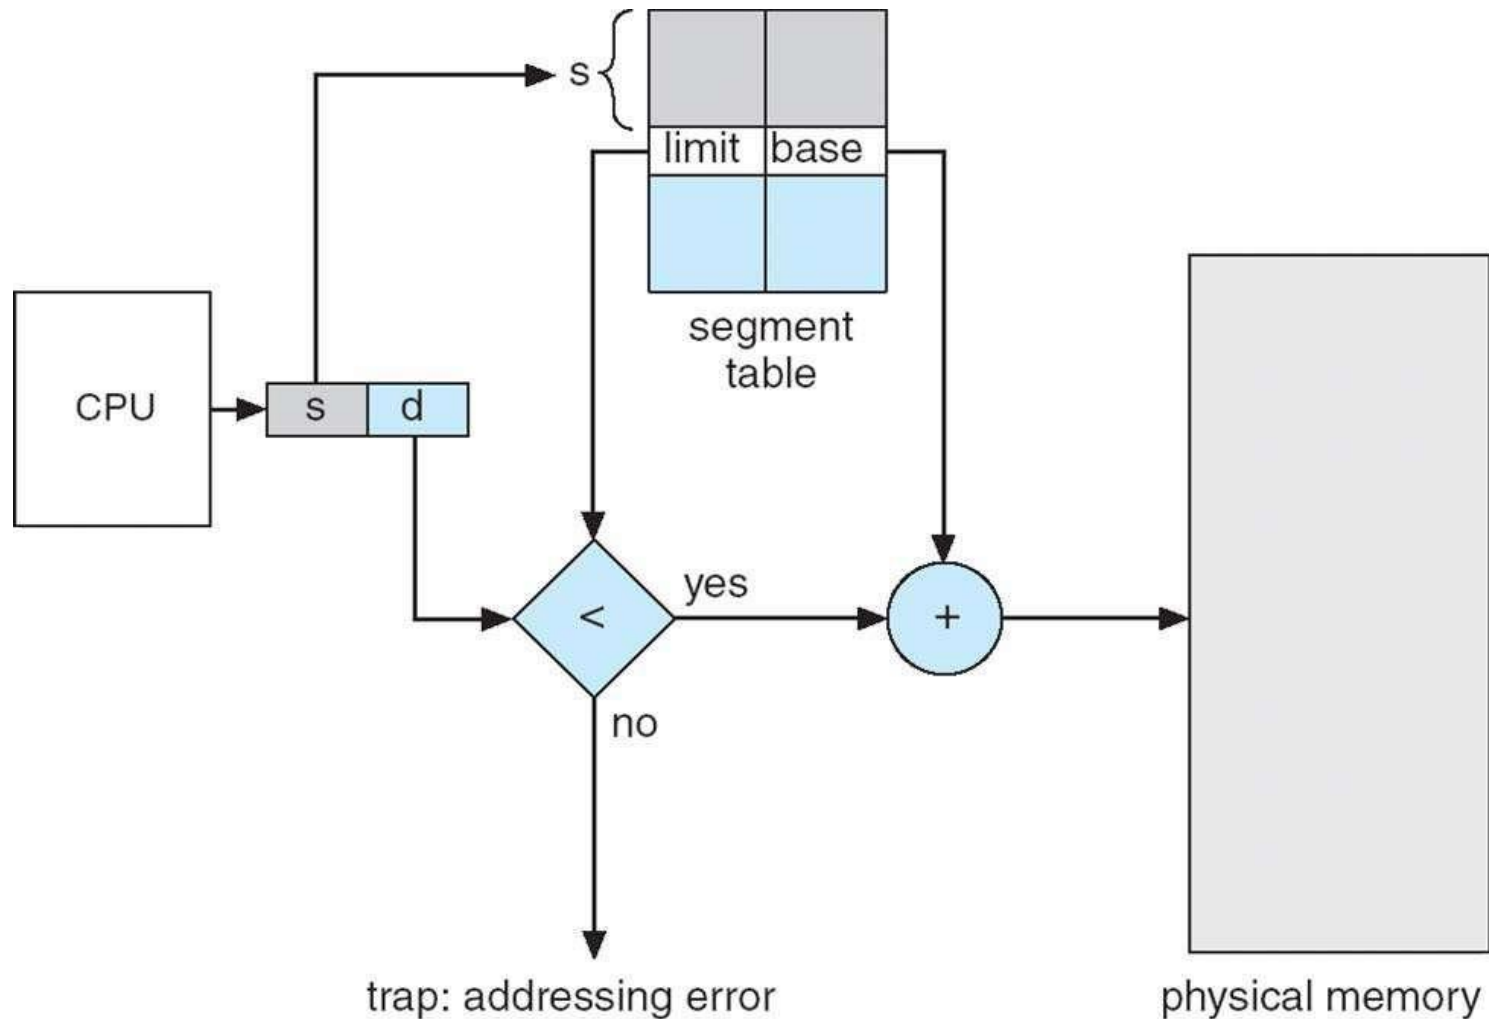 s
limit base
segment
table
CPU
s d
<
yes
+
no
trap: addressing error
physical memory